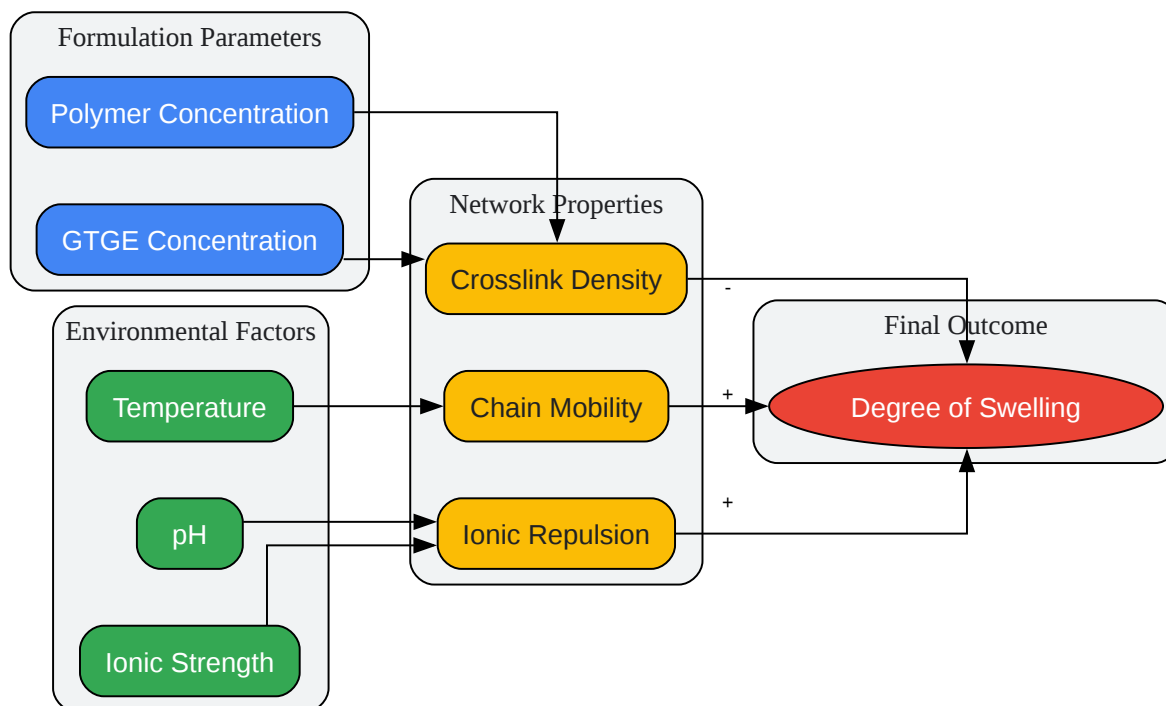 Formulation Parameters
Polymer Concentration
GTGE Concentration
Environmental Factors
Temperature
pH
Ionic Strength
Network Properties
Crosslink Density
Chain Mobility
Ionic Repulsion
-
+
+
Final Outcome
Degree of Swelling